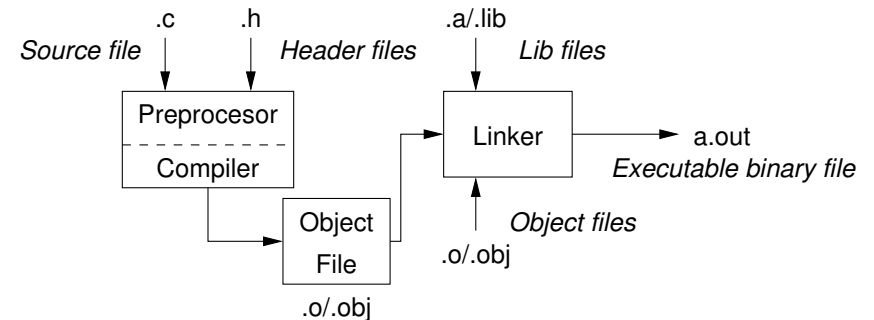 .c
.h
.a/.lib
Source file
Header files
Lib files
Preprocesor
Compiler
Linker
a.out
Executable binary file
Object
File
.o/.obj
Object files
.o/.obj